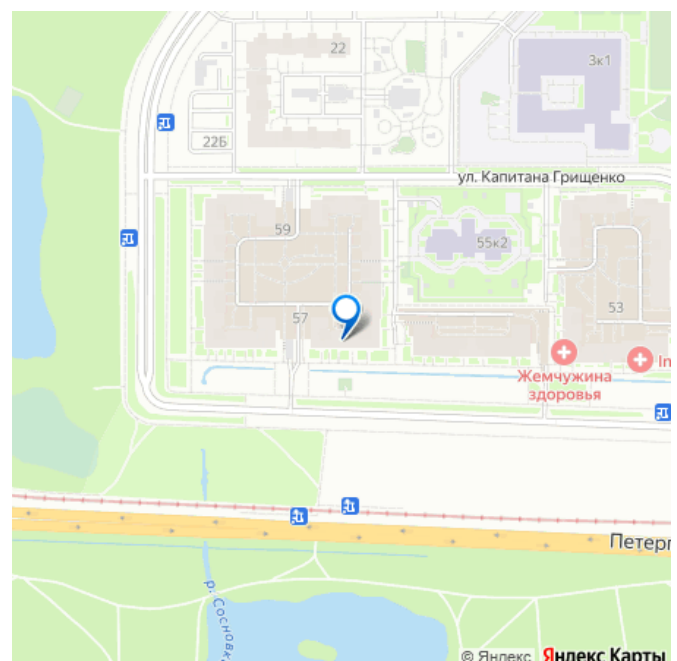 22
3к1
22Б
ул. Капитана Грищенко
59
55к2
57
53
Жемчужина
здоровья
In
Петерг
р. Сосновка
© Яндекс Яндекс Карты